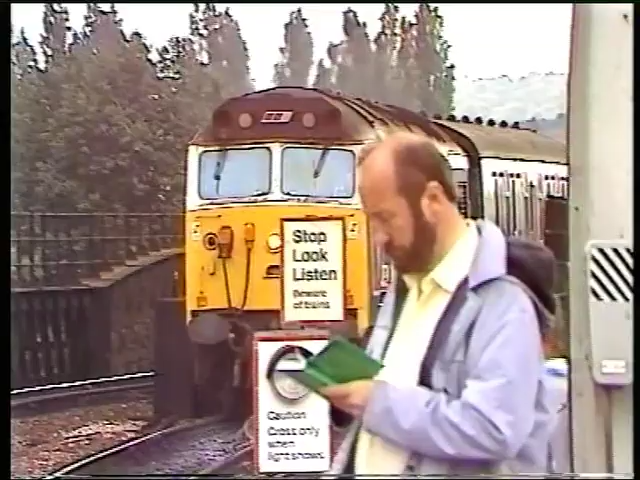 Stop
Look
Listen
Beware
of trains
Caution
Cross only
when
light shows